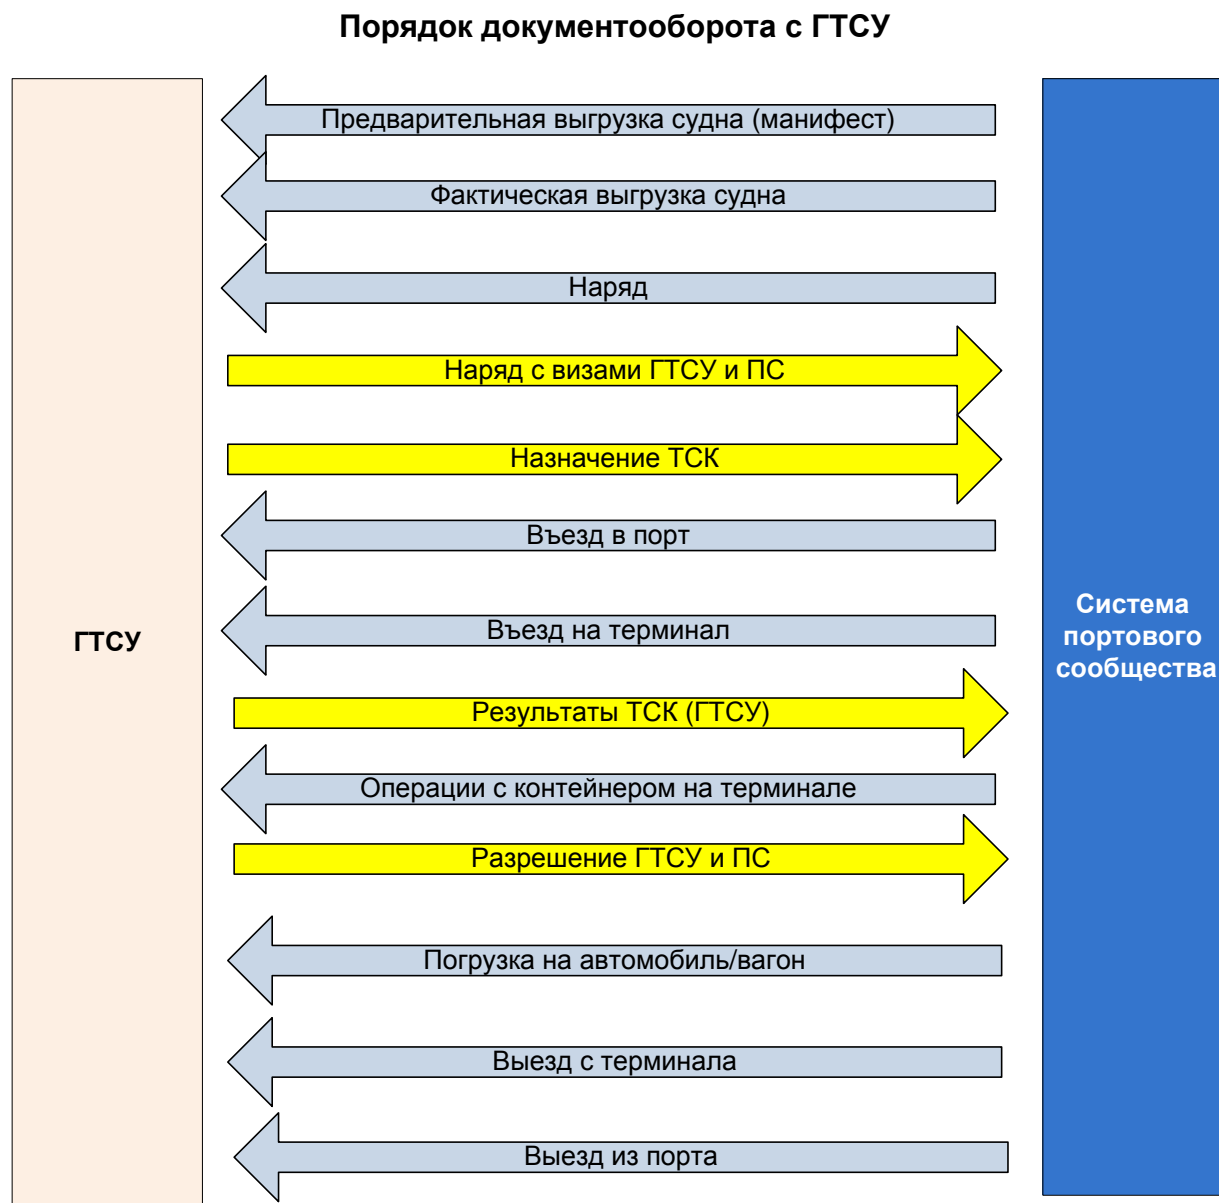 Порядок документооборота с ГТСУ
Предварительная выгрузка судна (манифест)
Фактическая выгрузка судна
Наряд
Наряд с визами ГТСУ и ПС
Назначение ТСК
Въезд в порт
Въезд на терминал
ГТСУ
Система
портового
сообщества
Результаты ТСК (ГТСУ)
Операции с контейнером на терминале
Разрешение ГТСУ и ПС
Погрузка на автомобиль/вагон
Выезд с терминала
Выезд из порта